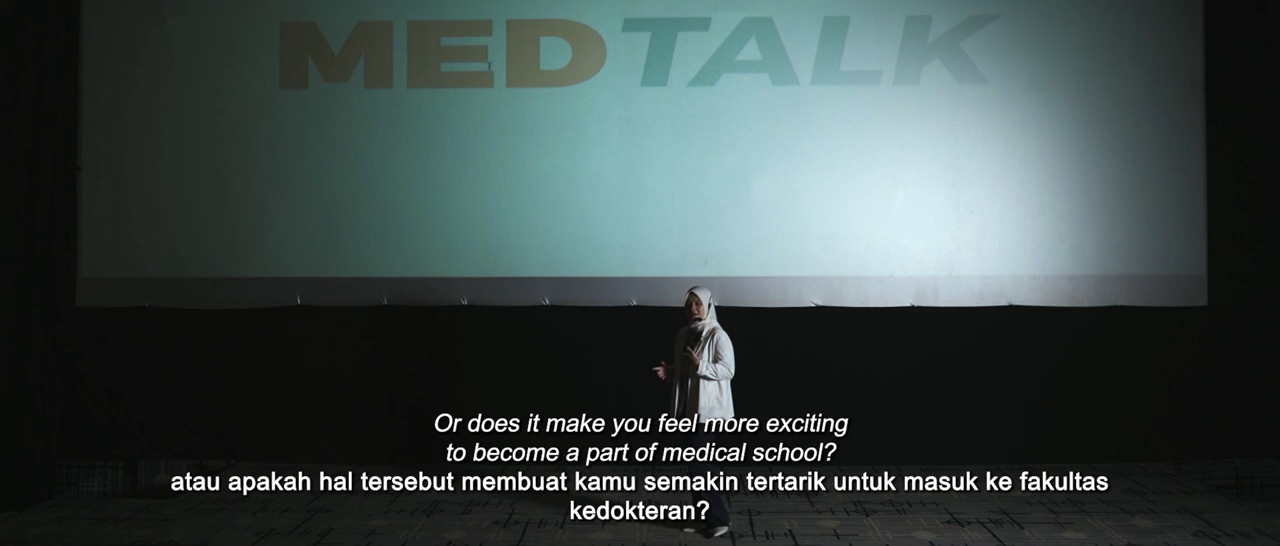 MEDTALK
Or does it make you feel more exciting
to become a part of medical school?
atau apakah hal tersebut membuat kamu semakin tertarik untuk masuk ke fakultas
kedokteran?